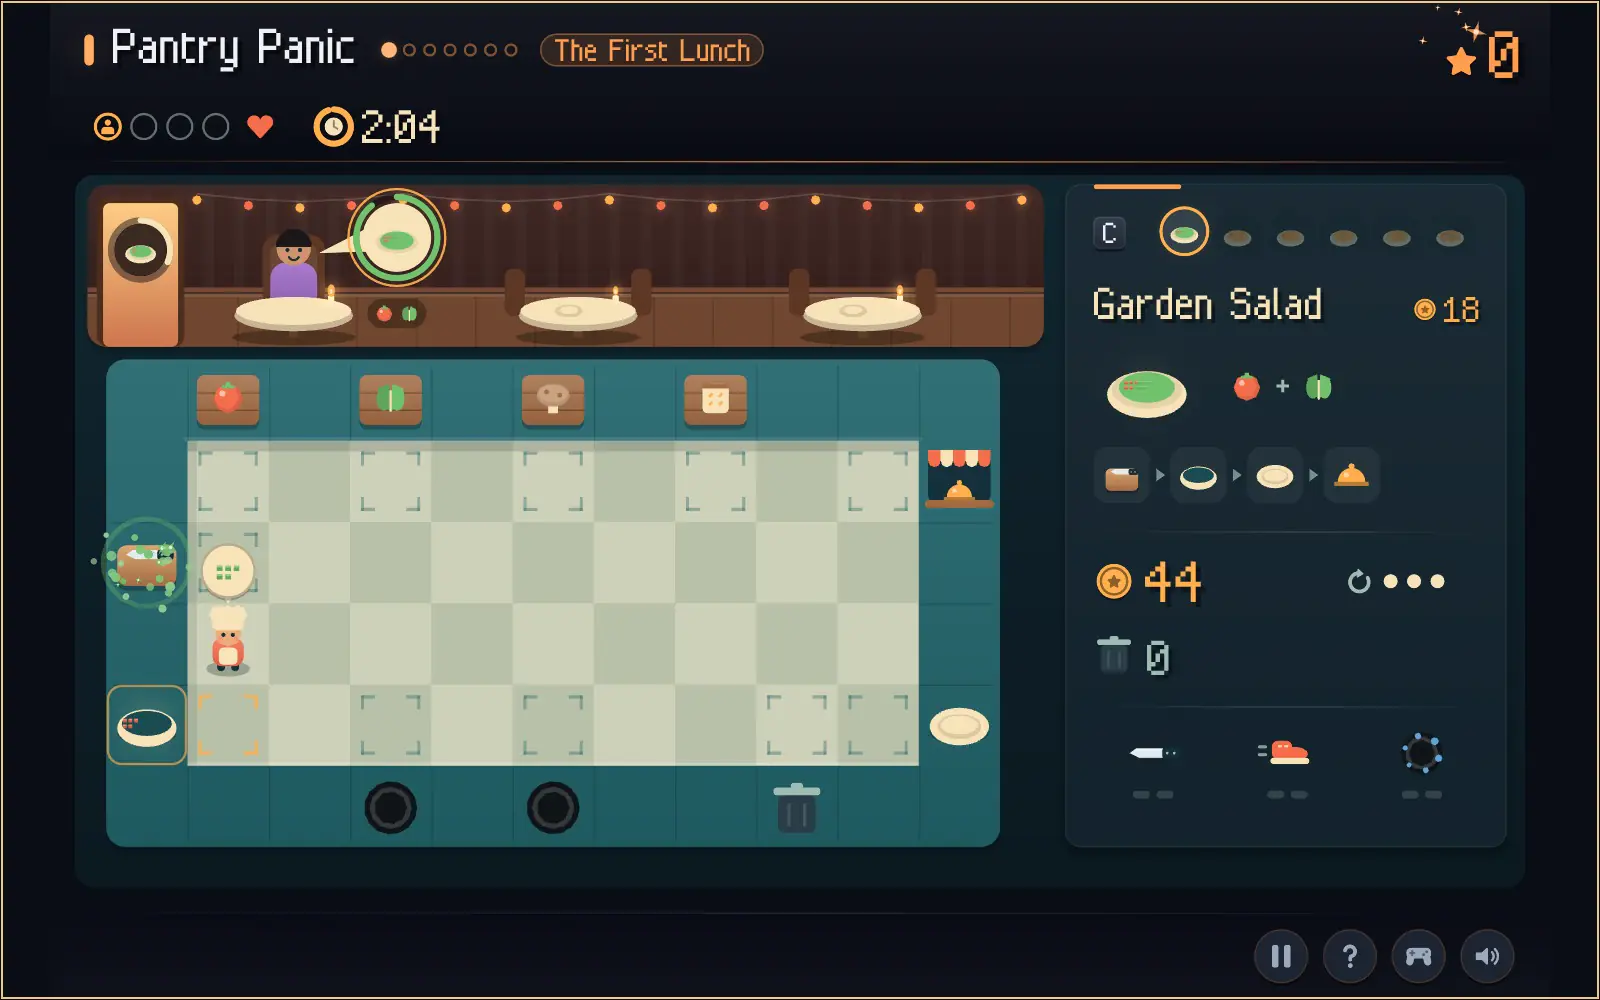 Pantry Panic
The First Lunch
0
2:04
C
Garden Salad
18
+
44
0
?